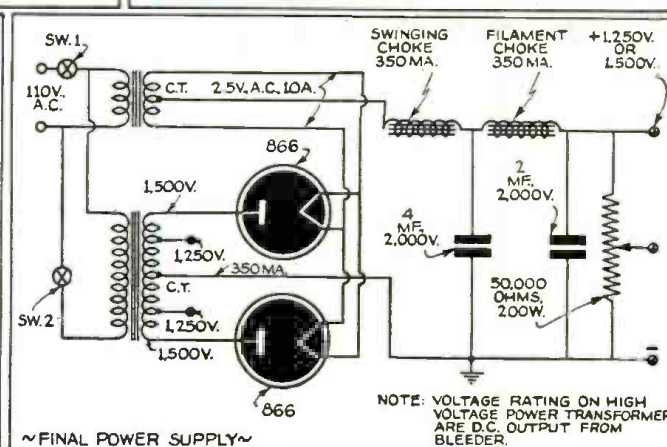 SW.1
110V.
A.C.
C.T.
2.5V., A.C., 10A.
SWINGING
CHOKE
350 MA.
FILAMENT
CHOKE
350 MA.
+1,250V.
OR
1,500V.
866
1,500V.
1,250V.
350 MA.
C.T.
SW.2
1,250V.
1,500V.
866
4
MF.,
2,000V.
2
MF.,
2,000V.
50,000
OHMS,
200W.
-
~FINAL POWER SUPPLY~
NOTE: VOLTAGE RATING ON HIGH
VOLTAGE POWER TRANSFORMER
ARE D.C. OUTPUT FROM
BLEEDER.